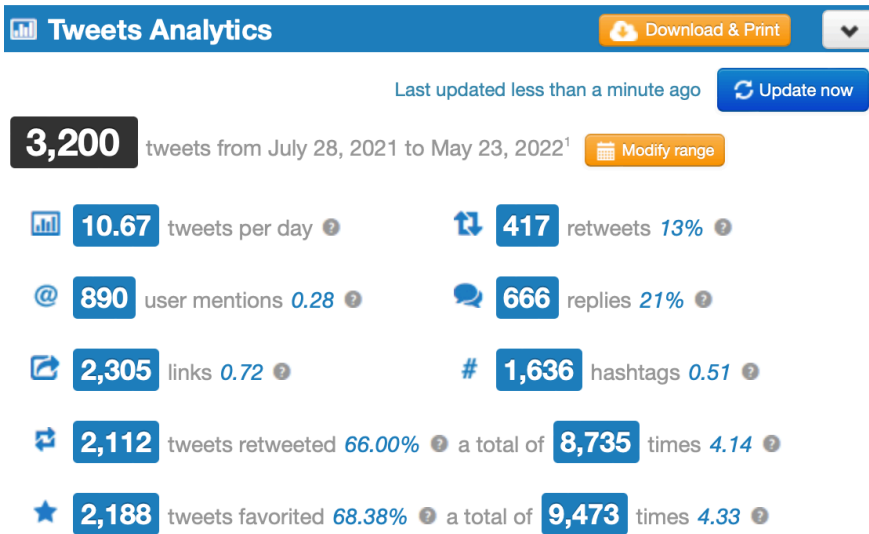 Tweets Analytics Download & Print
Last updated less than a minute ago Update now
3,200 tweets from July 28, 2021 to May 23, 2022¹ Modify range
10.67 tweets per day ? 417 retweets 13% ?
@ 890 user mentions 0.28 ? 666 replies 21% ?
2,305 links 0.72 ? # 1,636 hashtags 0.51 ?
2,112 tweets retweeted 66.00% ? a total of 8,735 times 4.14 ?
2,188 tweets favorited 68.38% ? a total of 9,473 times 4.33 ?